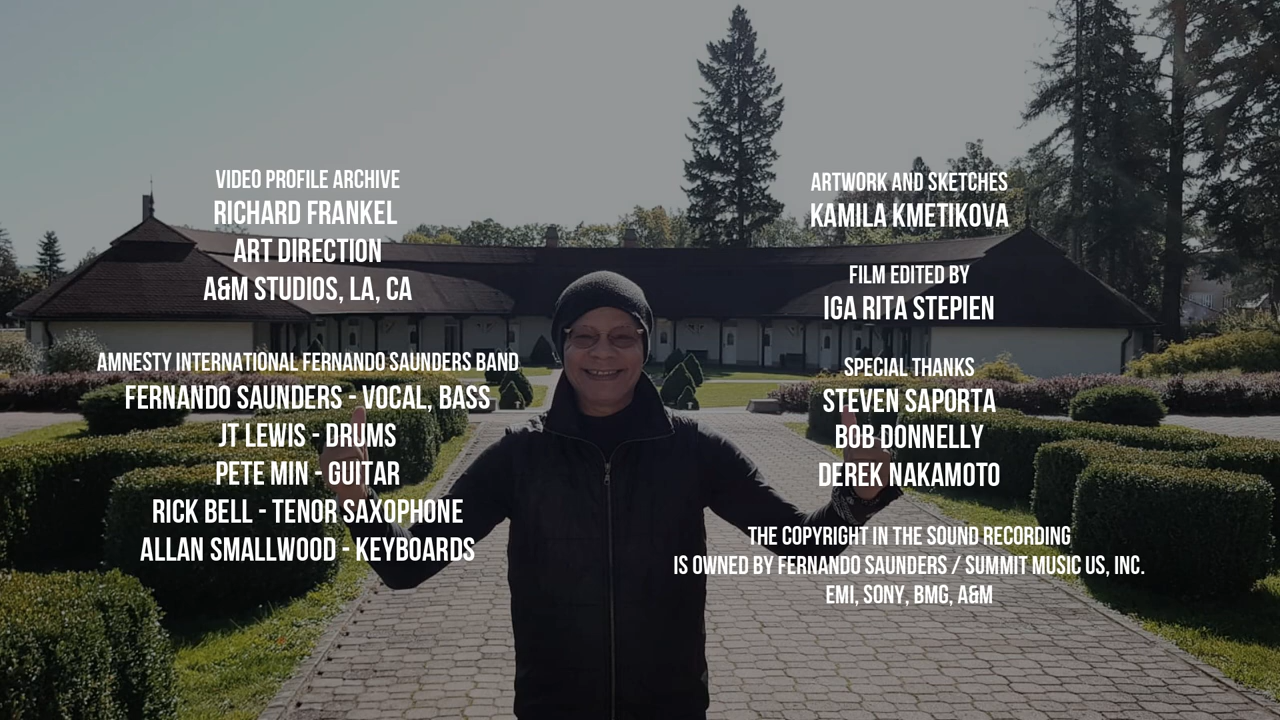 VIDEO PROFILE ARCHIVE
RICHARD FRANKEL
ART DIRECTION
A&M STUDIOS, LA, CA
AMNESTY INTERNATIONAL FERNANDO SAUNDERS BAND
FERNANDO SAUNDERS - VOCAL, BASS
JT LEWIS - DRUMS
PETE MIN - GUITAR
RICK BELL - TENOR SAXOPHONE
ALLAN SMALLWOOD - KEYBOARDS
ARTWORK AND SKETCHES
KAMILA KMETIKOVA
FILM EDITED BY
IGA RITA STEPIEN
SPECIAL THANKS
STEVEN SAPORTA
BOB DONNELLY
DEREK NAKAMOTO
THE COPYRIGHT IN THE SOUND RECORDING
IS OWNED BY FERNANDO SAUNDERS / SUMMIT MUSIC US, INC.
EMI, SONY, BMG, A&M